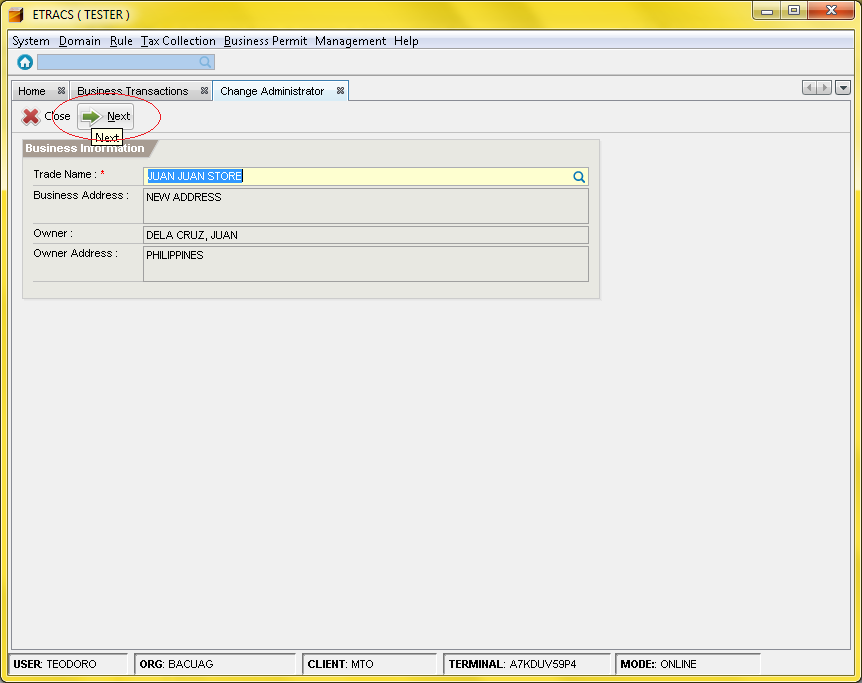 ETRACS ( TESTER )
System Domain Rule Tax Collection Business Permit Management Help
Home Business Transactions Change Administrator
Close Next
Next
Business Information
Trade Name : * JUAN JUAN STORE
Business Address : NEW ADDRESS
Owner : DELA CRUZ, JUAN
Owner Address : PHILIPPINES
USER: TEODORO ORG: BACUAG CLIENT: MTO TERMINAL: A7KDUV59P4 MODE:: ONLINE